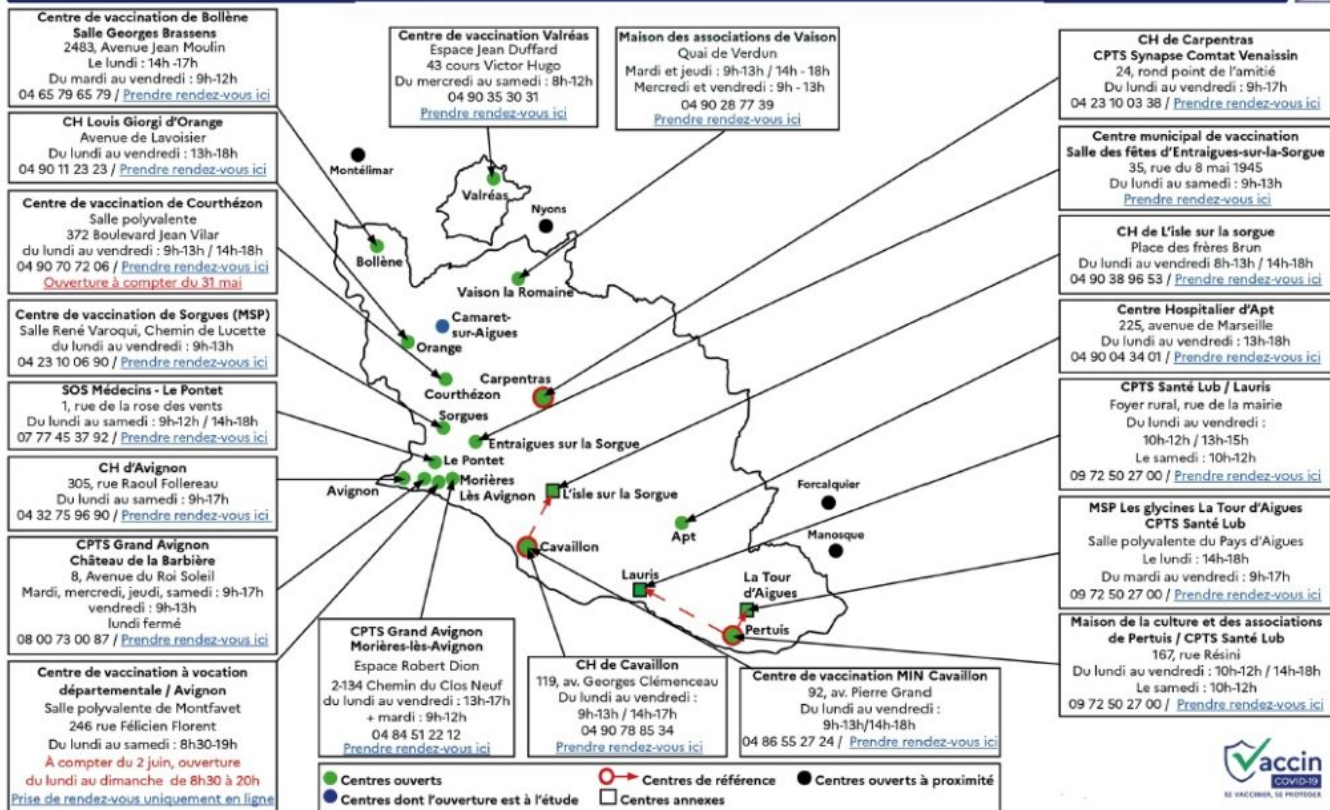 Centre de vaccination de Bollène
Salle Georges Brassens
2483, Avenue Jean Moulin
Le lundi : 14h -17h
Du mardi au vendredi : 9h-12h
04 65 79 65 79 / Prendre rendez-vous ici
CH Louis Giorgi d'Orange
Avenue de Lavoisier
Du lundi au vendredi : 13h-18h
04 90 11 23 23 / Prendre rendez-vous ici
Centre de vaccination de Courthézon
Salle polyvalente
372 Boulevard Jean Vilar
du lundi au vendredi : 9h-13h / 14h-18h
04 90 70 72 06 / Prendre rendez-vous ici
Ouverture à compter du 31 mai
Centre de vaccination de Sorgues (MSP)
Salle René Varoqui, Chemin de Lucette
du lundi au vendredi : 9h-13h
04 23 10 06 90 / Prendre rendez-vous ici
SOS Médecins - Le Pontet
1, rue de la rose des vents
Du lundi au samedi : 9h-12h / 14h-18h
07 77 45 37 92 / Prendre rendez-vous ici
CH d'Avignon
305, rue Raoul Follereau
Du lundi au samedi : 9h-17h
04 32 75 96 90 / Prendre rendez-vous ici
CPTS Grand Avignon
Château de la Barbière
8, Avenue du Roi Soleil
Mardi, mercredi, jeudi, samedi : 9h-17h
vendredi : 9h-13h
lundi fermé
08 00 73 00 87 / Prendre rendez-vous ici
Centre de vaccination à vocation
départementale / Avignon
Salle polyvalente de Montfavet
246 rue Félicien Florent
Du lundi au samedi : 8h30-19h
À compter du 2 juin, ouverture
du lundi au dimanche de 8h30 à 20h
Prise de rendez-vous uniquement en ligne
Centre de vaccination Valréas
Espace Jean Duffard
43 cours Victor Hugo
Du mercredi au samedi : 8h-12h
04 90 35 30 31
Prendre rendez-vous ici
Maison des associations de Vaison
Quai de Verdun
Mardi et jeudi : 9h-13h / 14h - 18h
Mercredi et vendredi : 9h - 13h
04 90 28 77 39
Prendre rendez-vous ici
Montélimar
Valréas
Nyons
Bollène
Vaison la Romaine
Camaret-
sur-Aigues
Orange
Carpentras
Courthézon
Sorgues
Entraigues sur la Sorgue
Le Pontet
Avignon
Morières
Lès Avignon
L'isle sur la Sorgue
Forcalquier
Apt
Manosque
Cavaillon
Lauris
La Tour
d'Aigues
Pertuis
CPTS Grand Avignon
Morières-lès-Avignon
Espace Robert Dion
2-134 Chemin du Clos Neuf
du lundi au vendredi : 13h-17h
+ mardi : 9h-12h
04 84 51 22 12
Prendre rendez-vous ici
CH de Cavaillon
119, av. Georges Clémenceau
Du lundi au vendredi :
9h-13h / 14h-17h
04 90 78 85 34
Prendre rendez-vous ici
Centre de vaccination MIN Cavaillon
92, av. Pierre Grand
Du lundi au vendredi :
9h-13h/14h-18h
04 86 55 27 24 / Prendre rendez-vous ici
CH de Carpentras
CPTS Synapse Comtat Venaissin
24, rond point de l'amitié
Du lundi au vendredi : 9h-17h
04 23 10 03 38 / Prendre rendez-vous ici
Centre municipal de vaccination
Salle des fêtes d'Entraigues-sur-la-Sorgue
35, rue du 8 mai 1945
Du lundi au samedi : 9h-13h
Prendre rendez-vous ici
CH de L'isle sur la sorgue
Place des frères Brun
Du lundi au vendredi 8h-13h / 14h-18h
04 90 38 96 53 / Prendre rendez-vous ici
Centre Hospitalier d'Apt
225, avenue de Marseille
Du lundi au vendredi : 13h-18h
04 90 04 34 01 / Prendre rendez-vous ici
CPTS Santé Lub / Lauris
Foyer rural, rue de la mairie
Du lundi au vendredi :
10h-12h / 13h-15h
Le samedi : 10h-12h
09 72 50 27 00 / Prendre rendez-vous ici
MSP Les glycines La Tour d'Aigues
CPTS Santé Lub
Salle polyvalente du Pays d'Aigues
Le lundi : 14h-18h
Du mardi au vendredi : 9h-17h
09 72 50 27 00 / Prendre rendez-vous ici
Maison de la culture et des associations
de Pertuis / CPTS Santé Lub
167, rue Résini
Du lundi au vendredi : 10h-12h / 14h-18h
Le samedi : 10h-12h
09 72 50 27 00 / Prendre rendez-vous ici
Centres ouverts
Centres de référence
Centres ouverts à proximité
Centres dont l'ouverture est à l'étude
Centres annexes
Vaccin
COVID-19
SE VACCINER, SE PROTÉGER